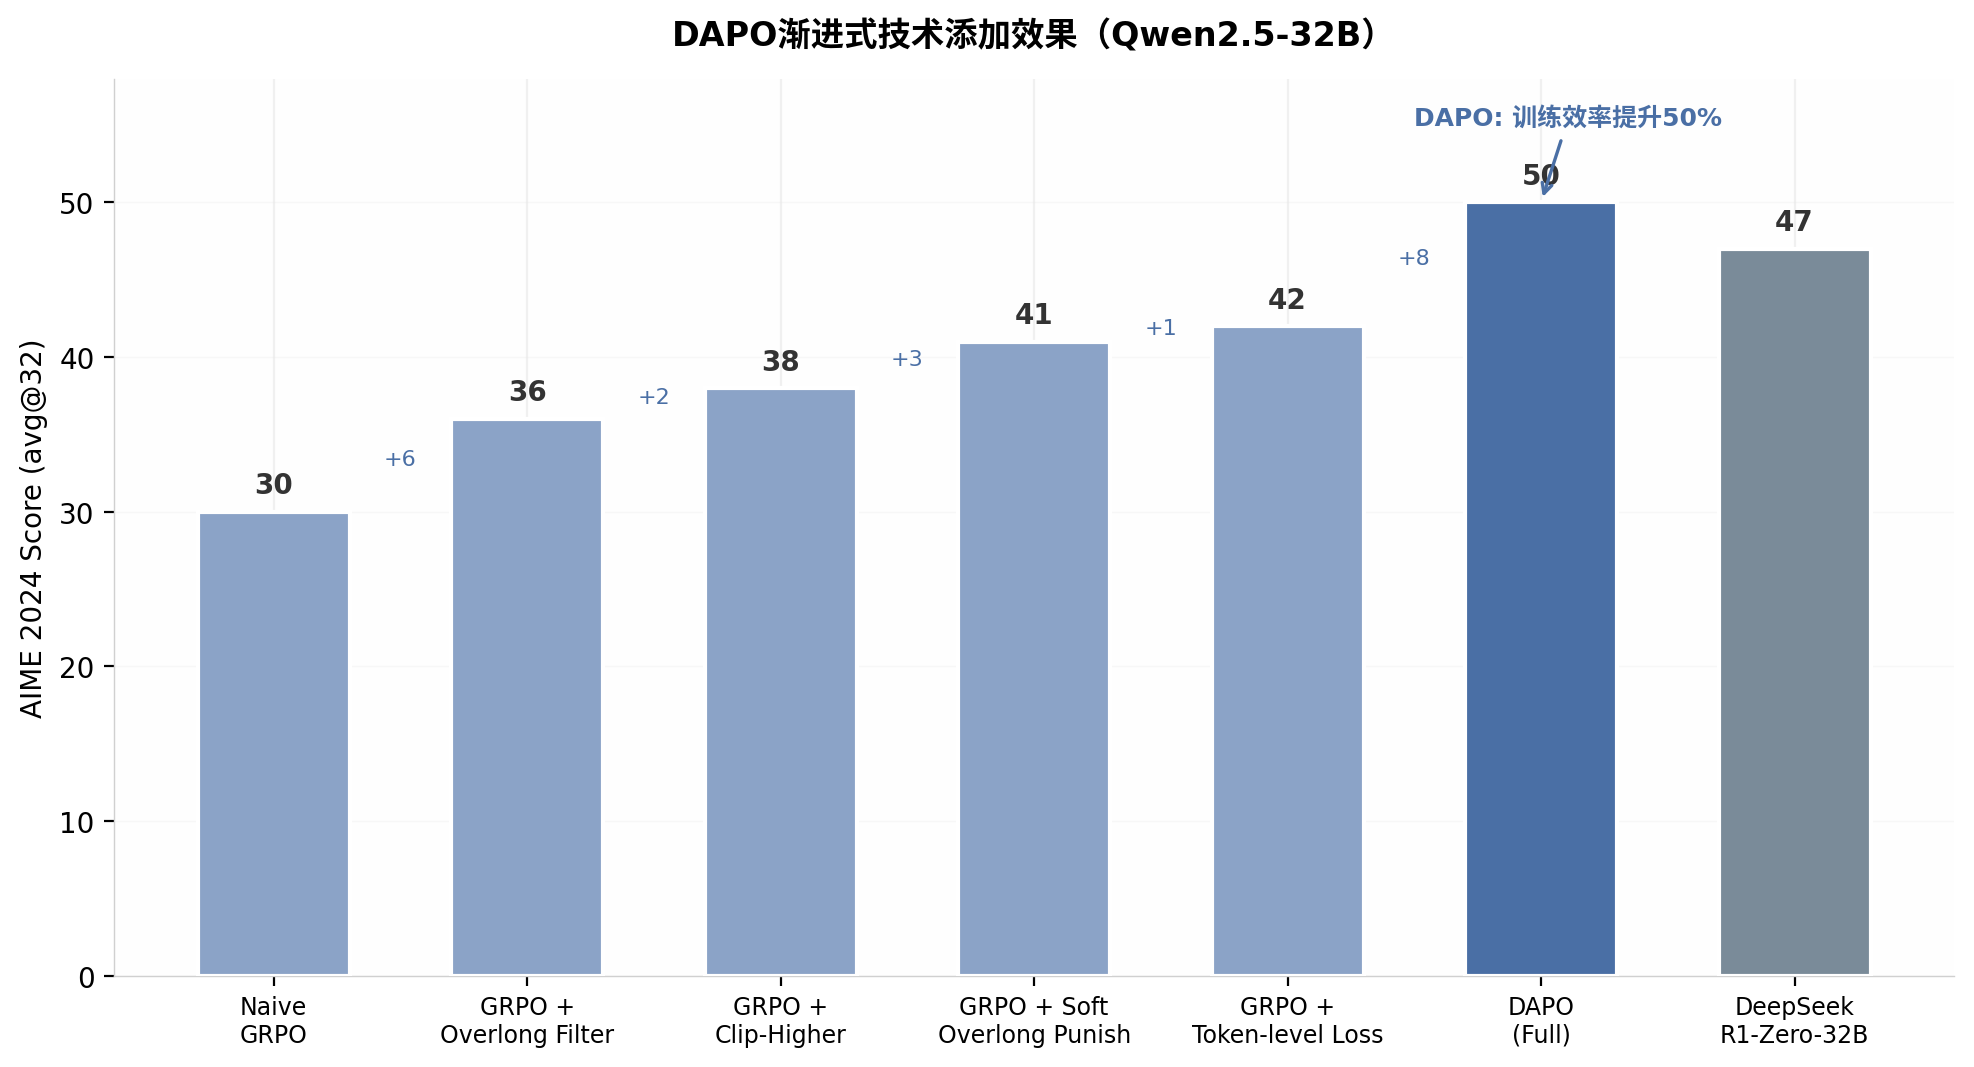 DAPO渐进式技术添加效果（Qwen2.5-32B）
DAPO: 训练效率提升50%
AIME 2024 Score (avg@32)
50
40
30
20
10
0
30
+6
36
+2
38
+3
41
+1
42
+8
50
47
Naive
GRPO
GRPO +
Overlong Filter
GRPO +
Clip-Higher
GRPO + Soft
Overlong Punish
GRPO +
Token-level Loss
DAPO
(Full)
DeepSeek
R1-Zero-32B